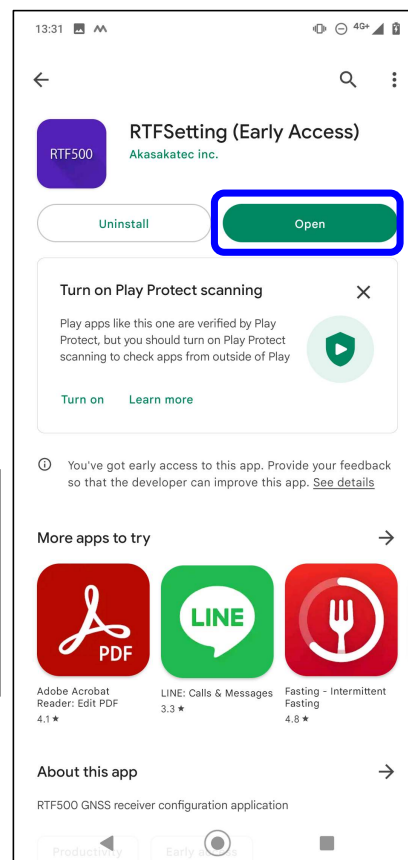 13:31
4G+
RTF500
RTFSetting (Early Access)
Akasakatec inc.
Uninstall
Open
Turn on Play Protect scanning
Play apps like this one are verified by Play
Protect, but you should turn on Play Protect
scanning to check apps from outside of Play
Turn on Learn more
You've got early access to this app. Provide your feedback
so that the developer can improve this app. See details
More apps to try
PDF
LINE
Adobe Acrobat
Reader: Edit PDF
4.1 ★
LINE: Calls & Messages
3.3 ★
Fasting - Intermittent
Fasting
4.8 ★
About this app
RTF500 GNSS receiver configuration application
Productivity
Early access